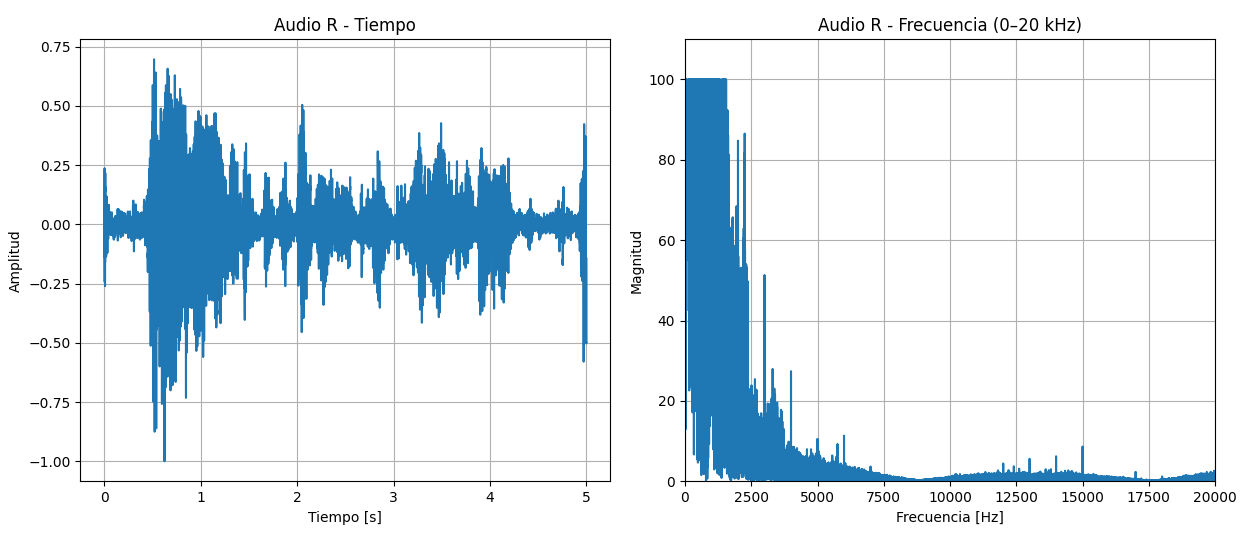 Audio R - Tiempo
0.75
0.50
0.25
0.00
−0.25
−0.50
−0.75
−1.00
Amplitud
0 1 2 3 4 5
Tiempo [s]
Audio R - Frecuencia (0–20 kHz)
100
80
60
40
20
0
Magnitud
0 2500 5000 7500 10000 12500 15000 17500 20000
Frecuencia [Hz]